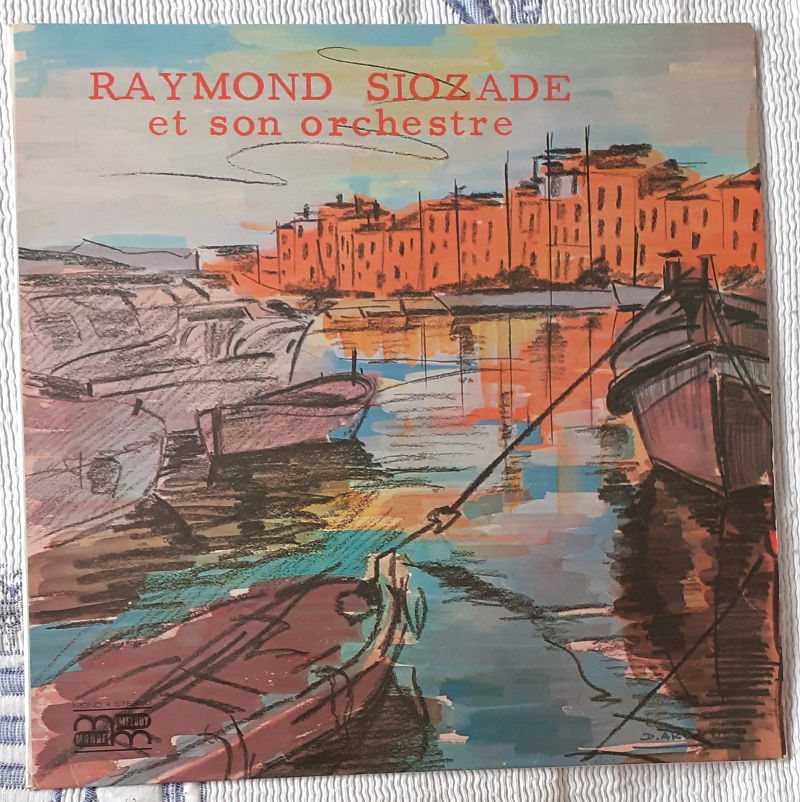 RAYMOND SIOZADE
et son orchestre
MONO + STEREO
MONDE MELODY